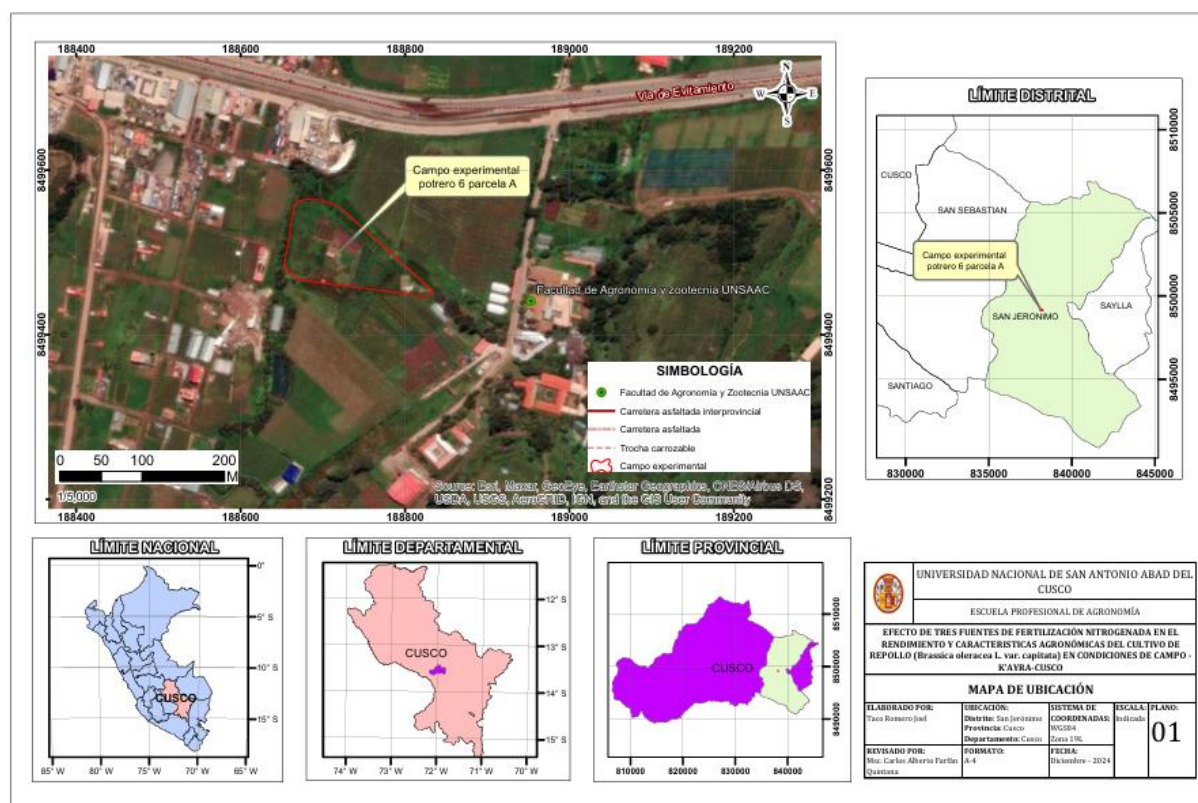 188400 188600 188800 189000 189200
8499600
8499400
8499200
Vía de Evitamiento
N
W E
S
Campo experimental
potrero 6 parcela A
Facultad de Agronomía y zootecnia UNSAAC
SIMBOLOGÍA
Facultad de Agronomía y Zootecnia UNSAAC
Carretera asfaltada interprovincial
Carretera asfaltada
Trocha carrozable
Campo experimental
0 50 100 200
M
1/5,000
Source: Esri, Maxar, GeoEye, Earthstar Geographics, CNES/Airbus DS,
USDA, USGS, AeroGRID, IGN, and the GIS User Community
8499600
8499400
8499200
188400 188600 188800 189000 189200
LÍMITE DISTRITAL
CUSCO
SAN SEBASTIAN
Campo experimental
potrero 6 parcela A
SAN JERONIMO
SAYLLA
SANTIAGO
8510000
8505000
8500000
8495000
830000 835000 840000 845000
LÍMITE NACIONAL
0°
5° S
10° S
15° S
CUSCO
85° W 80° W 75° W 70° W
LÍMITE DEPARTAMENTAL
12° S
13° S
14° S
15° S
CUSCO
74° W 73° W 72° W 71° W 70° W
LÍMITE PROVINCIAL
CUSCO
8510000
8500000
8490000
810000 820000 830000 840000
UNIVERSIDAD NACIONAL DE SAN ANTONIO ABAD DEL
CUSCO
ESCUELA PROFESIONAL DE AGRONOMÍA
EFECTO DE TRES FUENTES DE FERTILIZACIÓN NITROGENADA EN EL
RENDIMIENTO Y CARACTERISTICAS AGRONÓMICAS DEL CULTIVO DE
REPOLLO (Brassica oleracea L. var. capitata) EN CONDICIONES DE CAMPO -
K'AYRA-CUSCO
MAPA DE UBICACIÓN
ELABORADO POR:
Taco Romero Joel
UBICACIÓN:
Distrito: San Jerónimo
Provincia: Cusco
Departamento: Cusco
SISTEMA DE
COORDENADAS:
WGS84
Zona 19L
ESCALA:
Indicada
PLANO:
01
REVISADO POR:
Msc. Carlos Alberto Farfán
Quintana
FORMATO:
A-4
FECHA:
Diciembre - 2024